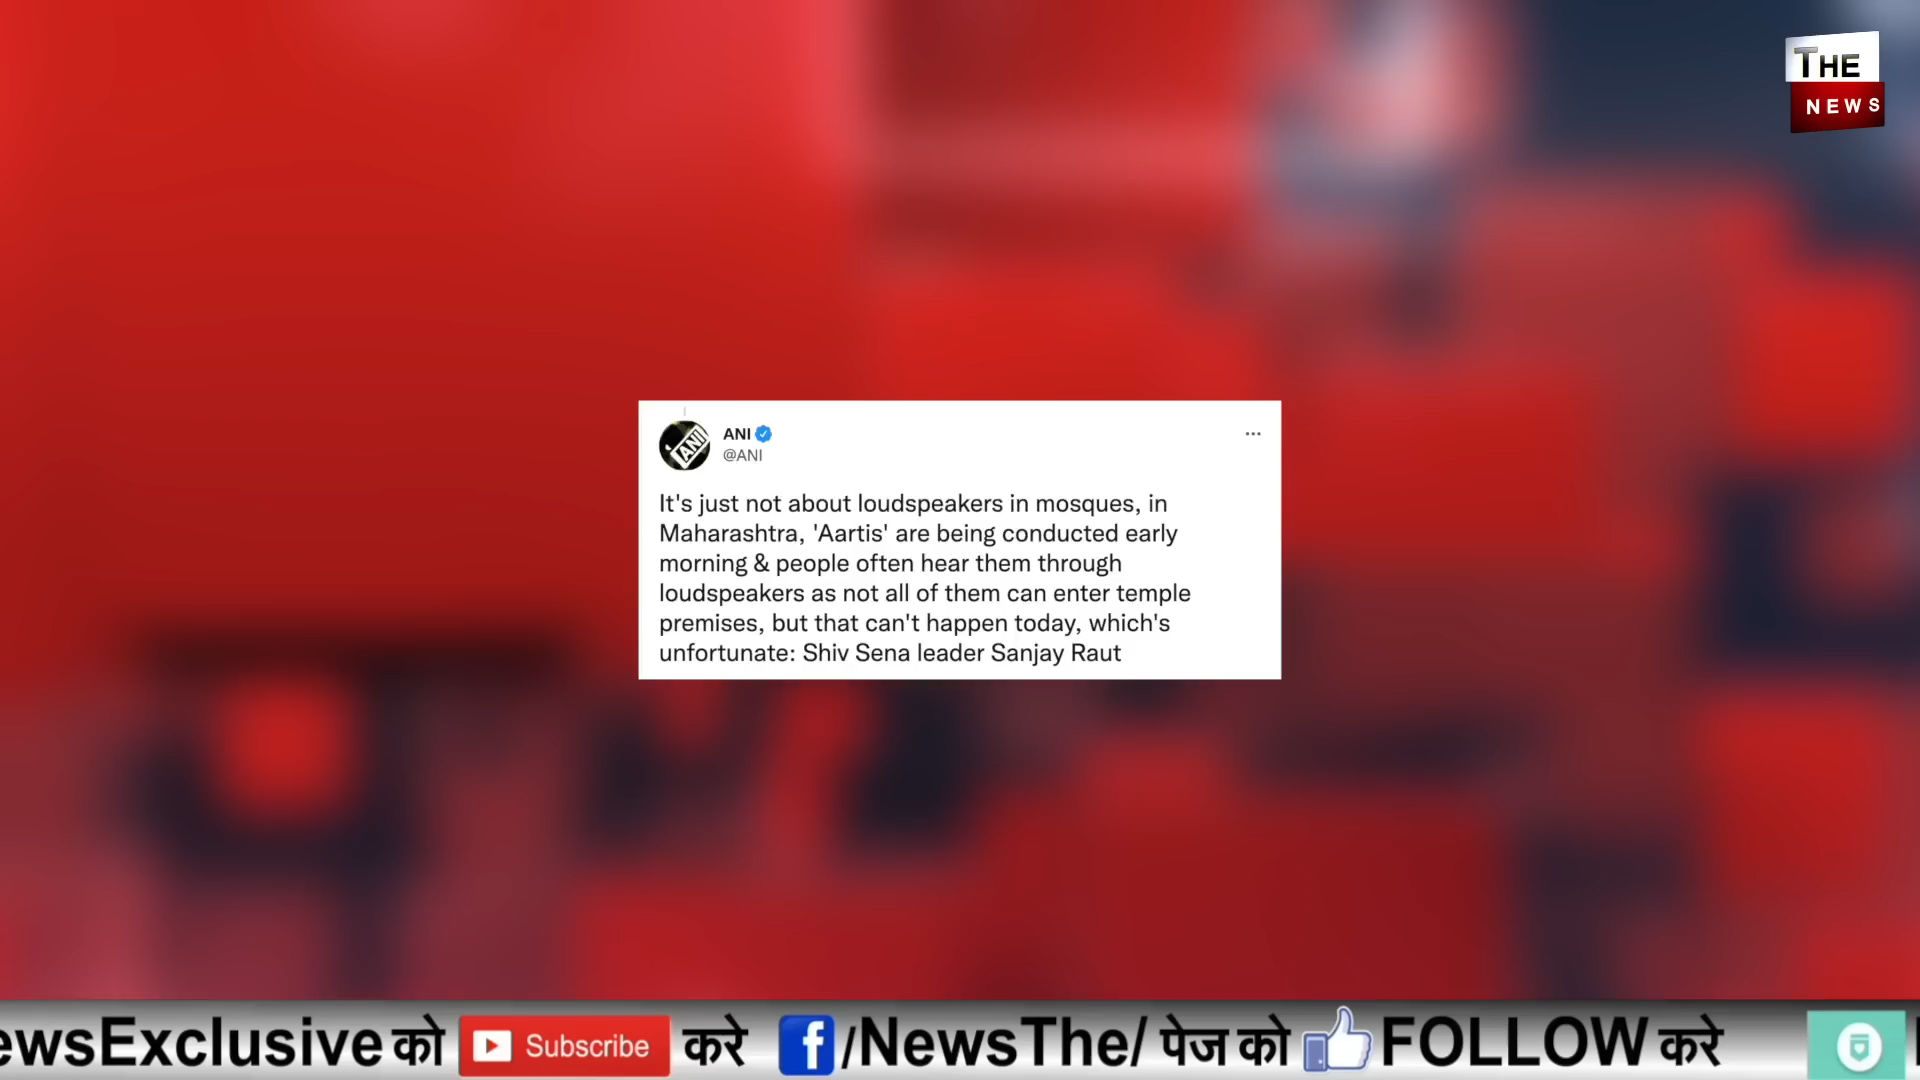 THE
NEWS
ANI
@ANI
It's just not about loudspeakers in mosques, in
Maharashtra, 'Aartis' are being conducted early
morning & people often hear them through
loudspeakers as not all of them can enter temple
premises, but that can't happen today, which's
unfortunate: Shiv Sena leader Sanjay Raut
ewsExclusive को Subscribe करे f/NewsThe/ पेज को FOLLOW करे